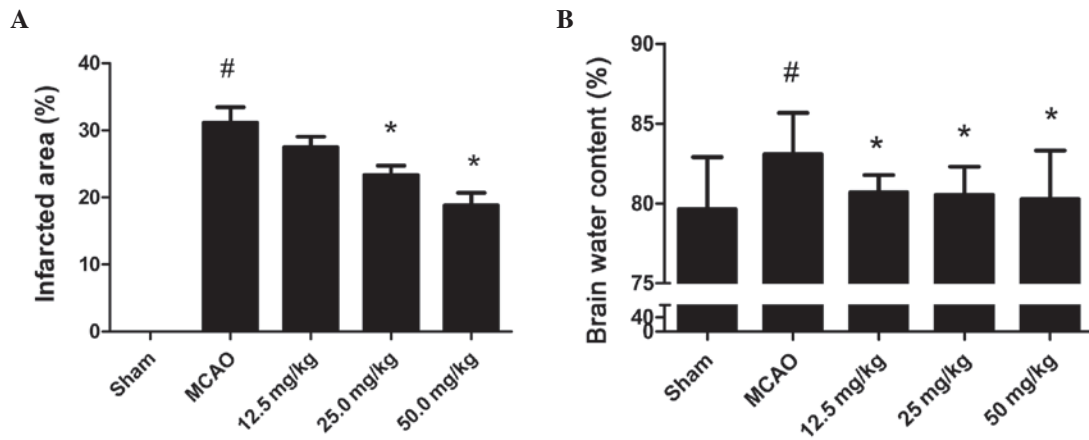 A
Infarcted area (%)
40
30
20
10
0
#
*
*
Sham
MCAO
12.5 mg/kg
25.0 mg/kg
50.0 mg/kg
B
Brain water content (%)
90
85
80
75
40
0
#
*
*
*
Sham
MCAO
12.5 mg/kg
25 mg/kg
50 mg/kg